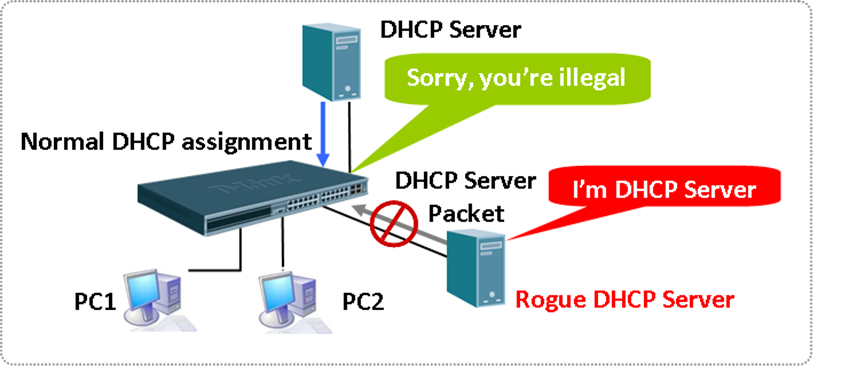 DHCP Server
Sorry, you're illegal
Normal DHCP assignment
D-Link
DHCP Server
Packet
I'm DHCP Server
PC1
PC2
Rogue DHCP Server